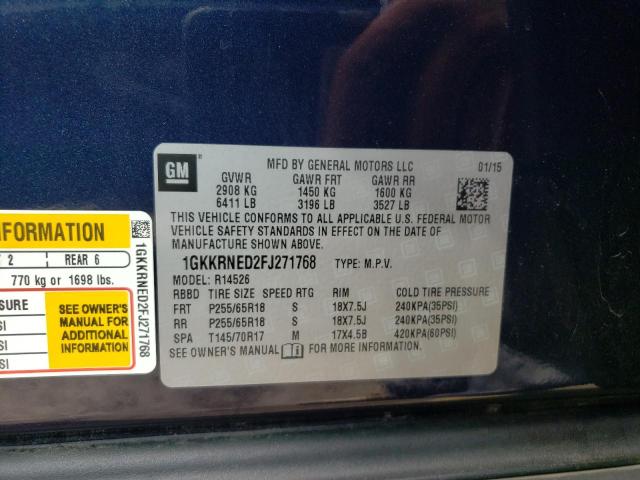 GM
MFD BY GENERAL MOTORS LLC 01/15
GVWR GAWR FRT GAWR RR
2908 KG 1450 KG 1600 KG
6411 LB 3196 LB 3527 LB
THIS VEHICLE CONFORMS TO ALL APPLICABLE U.S. FEDERAL MOTOR
VEHICLE SAFETY STANDARDS IN EFFECT ON THE DATE OF
MANUFACTURE SHOWN ABOVE.
1GKKRNED2FJ271768 TYPE: M.P.V.
MODEL: R14526
RBBD TIRE SIZE SPEED RTG RIM COLD TIRE PRESSURE
FRT P255/65R18 S 18X7.5J 240KPA(35PSI)
RR P255/65R18 S 18X7.5J 240KPA(35PSI)
SPA T145/70R17 M 17X4.5B 420KPA(60PSI)
SEE OWNER'S MANUAL FOR MORE INFORMATION.
INFORMATION
2 REAR 6
770 kg or 1698 lbs.
SEE OWNER'S
MANUAL FOR
ADDITIONAL
INFORMATION
1GKKRNED2FJ271768